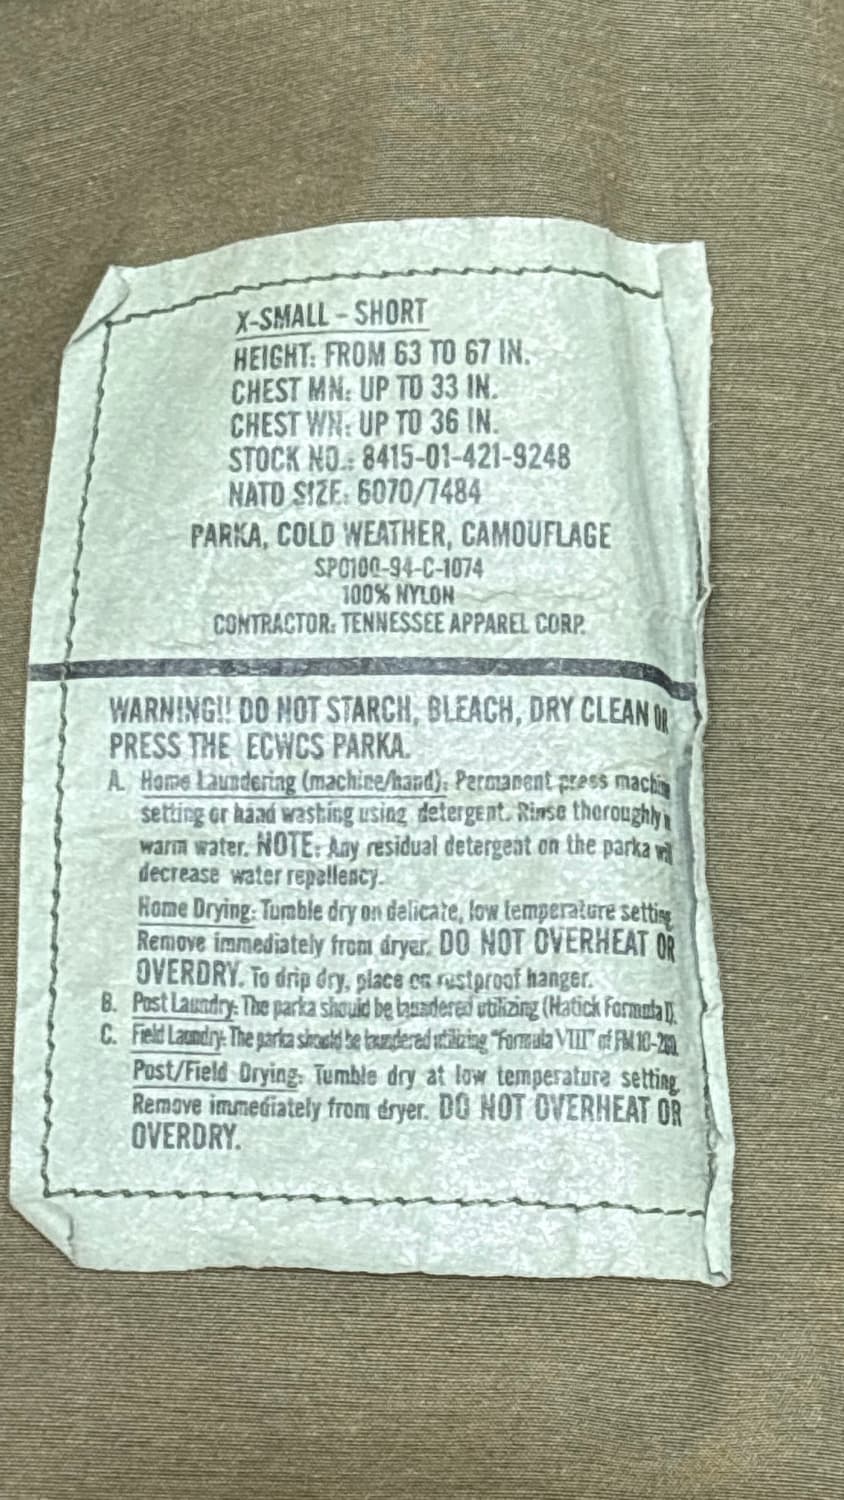 X-SMALL - SHORT
HEIGHT: FROM 63 TO 67 IN.
CHEST MN: UP TO 33 IN.
CHEST WN: UP TO 36 IN.
STOCK NO.: 8415-01-421-9248
NATO SIZE: 6070/7484
PARKA, COLD WEATHER, CAMOUFLAGE
SPO100-94-C-1074
100% NYLON
CONTRACTOR: TENNESSEE APPAREL CORP.
WARNING!! DO NOT STARCH, BLEACH, DRY CLEAN OR
PRESS THE ECWCS PARKA.
A. Home Laundering (machine/hand): Permanent press machine
setting or hand washing using detergent. Rinse thoroughly
warm water. NOTE: Any residual detergent on the parka will
decrease water repellency.
Home Drying: Tumble dry on delicate, low temperature setting.
Remove immediately from dryer. DO NOT OVERHEAT OR
OVERDRY. To drip dry, place on rustproof hanger.
B. Post Laundry: The parka should be laundered utilizing (Natick Formula I).
C. Field Laundry: The parka should be laundered utilizing "Formula VIII" of FM 10-280.
Post/Field Drying: Tumble dry at low temperature setting.
Remove immediately from dryer. DO NOT OVERHEAT OR
OVERDRY.